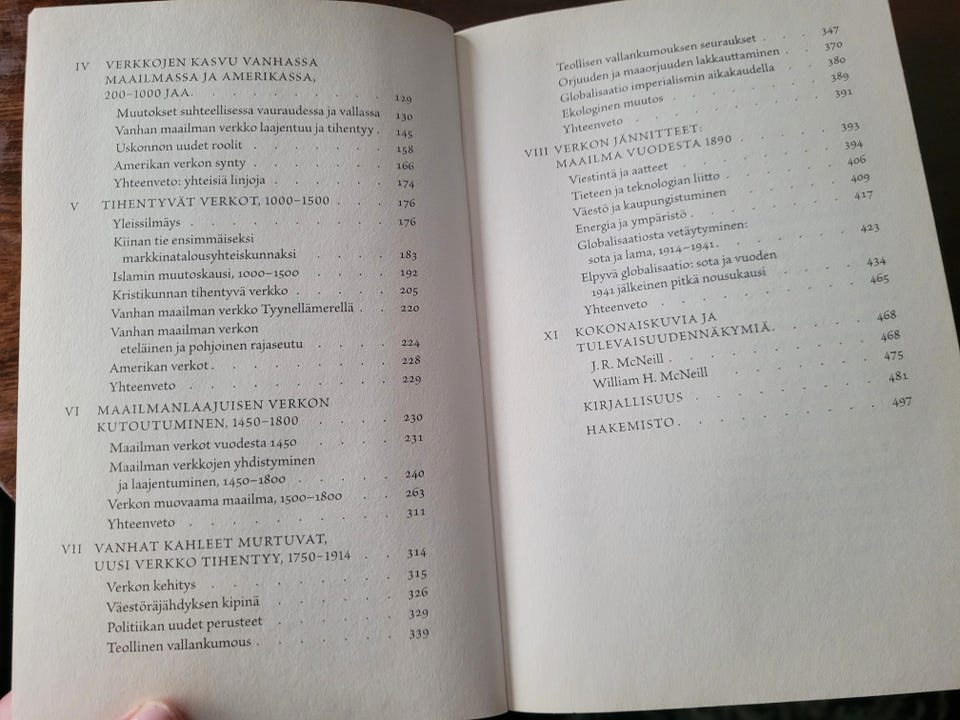 IV VERKKOJEN KASVU VANHASSA
MAAILMASSA JA AMERIKASSA,
200–1000 JAA. . . . . . . . . . 129
Muutokset suhteellisessa vauraudessa ja vallassa 130
Vanhan maailman verkko laajentuu ja tihentyy . 145
Uskonnon uudet roolit . . . . . . . 158
Amerikan verkon synty . . . . . . . 166
Yhteenveto: yhteisiä linjoja . . . . . . 174
V TIHENTYVÄT VERKOT, 1000–1500 . . . . 176
Yleissilmäys . . . . . . . . . . 176
Kiinan tie ensimmäiseksi
markkinatalousyhteiskunnaksi . . . . . 183
Islamin muutoskausi, 1000–1500 . . . . . 192
Kristikunnan tihentyvä verkko . . . . . 205
Vanhan maailman verkko Tyynellämerellä . . 220
Vanhan maailman verkon
eteläinen ja pohjoinen rajaseutu . . . . 224
Amerikan verkot . . . . . . . . . 228
Yhteenveto . . . . . . . . . . 229
VI MAAILMANLAAJUISEN VERKON
KUTOUTUMINEN, 1450–1800 . . . . . 230
Maailman verkot vuodesta 1450 . . . . . 231
Maailman verkkojen yhdistyminen
ja laajentuminen, 1450–1800 . . . . . 240
Verkon muovaama maailma, 1500–1800 . . 263
Yhteenveto . . . . . . . . . . 311
VII VANHAT KAHLEET MURTUVAT,
UUSI VERKKO TIHENTYY, 1750–1914 . . 314
Verkon kehitys . . . . . . . . . 315
Väestöräjähdyksen kipinä . . . . . . 326
Politiikan uudet perusteet . . . . . . 329
Teollinen vallankumous . . . . . . . 339
Teollisen vallankumouksen seuraukset . . . 347
Orjuuden ja maaorjuuden lakkauttaminen . . 370
Globalisaatio imperialismin aikakaudella . . 380
Ekologinen muutos . . . . . . . . 389
Yhteenveto . . . . . . . . . . 391
VIII VERKON JÄNNITTEET:
MAAILMA VUODESTA 1890 . . . . . 393
Viestintä ja aatteet . . . . . . . . 394
Tieteen ja teknologian liitto . . . . . . 406
Väestö ja kaupungistuminen . . . . . 409
Energia ja ympäristö . . . . . . . . 417
Globalisaatiosta vetäytyminen:
sota ja lama, 1914–1941. . . . . . . 423
Elpyvä globalisaatio: sota ja vuoden
1941 jälkeinen pitkä nousukausi . . . . 434
Yhteenveto . . . . . . . . . . 465
XI KOKONAISKUVIA JA
TULEVAISUUDENNÄKYMIÄ. . . . . . 468
J.R. McNeill . . . . . . . . . . 468
William H. McNeill . . . . . . . . 475
KIRJALLISUUS . . . . . . . . . 481
HAKEMISTO . . . . . . . . . . 497